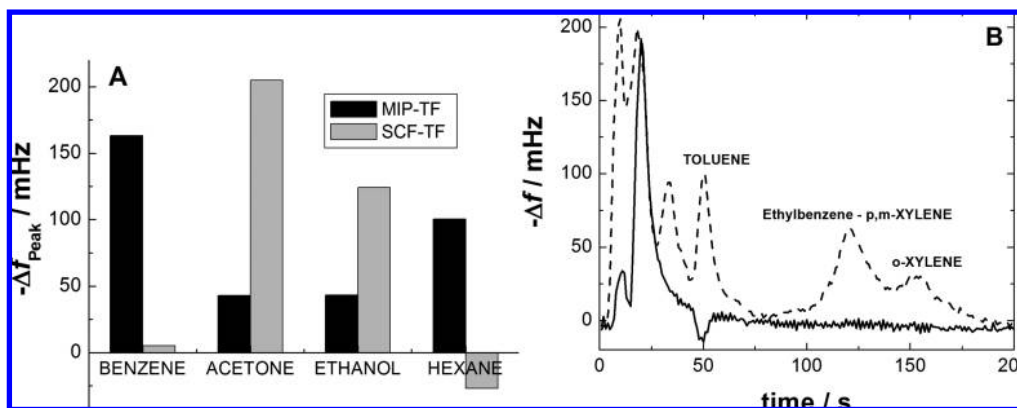 A
-Δf_Peak / mHz
200
150
100
50
0
MIP-TF
SCF-TF
BENZENE ACETONE ETHANOL HEXANE
B
-Δf / mHz
-200
150
100
50
0
TOLUENE
Ethylbenzene - p,m-XYLENE
o-XYLENE
0 50 100 150 20
time / s